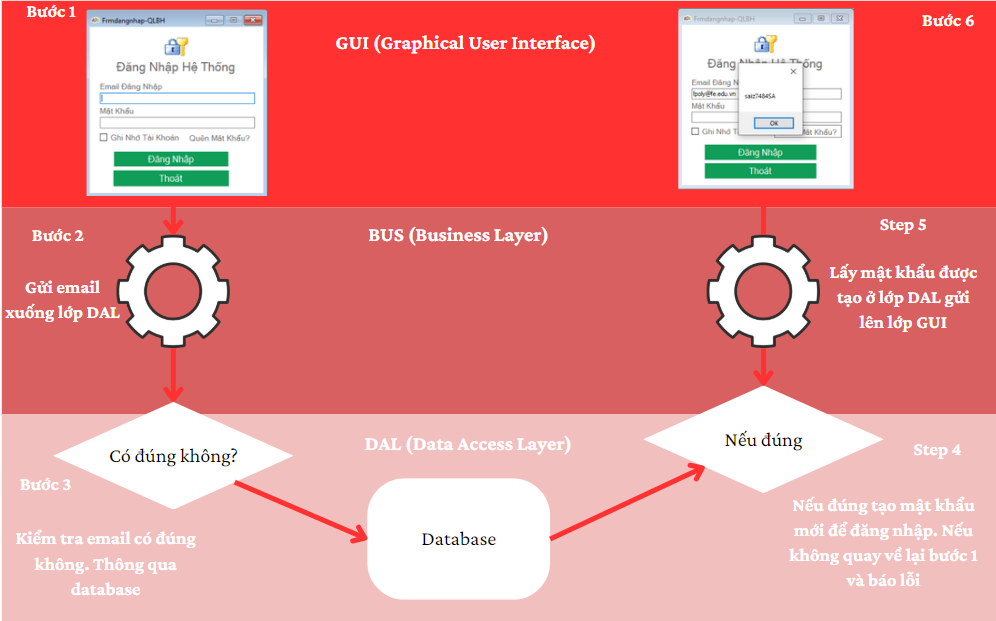 Bước 1
Frmdangnhap-QLBH
Đăng Nhập Hệ Thống
Email Đăng Nhập
Mật Khẩu
Ghi Nhớ Tài Khoản Quên Mật Khẩu?
Đăng Nhập
Thoát
GUI (Graphical User Interface)
Bước 6
Frmdangnhap-QLBH
Đăng Nhập Hệ Thống
Email Đăng N
fpoly@fe.edu.vn
saiz7484SA
Mật Khẩu
OK
Ghi Nhớ T
Mật Khẩu?
Đăng Nhập
Thoát
Bước 2
Gửi email
xuống lớp DAL
BUS (Business Layer)
Step 5
Lấy mật khẩu được
tạo ở lớp DAL gửi
lên lớp GUI
Có đúng không?
Bước 3
Kiểm tra email có đúng
không. Thông qua
database
DAL (Data Access Layer)
Database
Nếu đúng
Step 4
Nếu đúng tạo mật khẩu
mới để đăng nhập. Nếu
không quay về lại bước 1
và báo lỗi